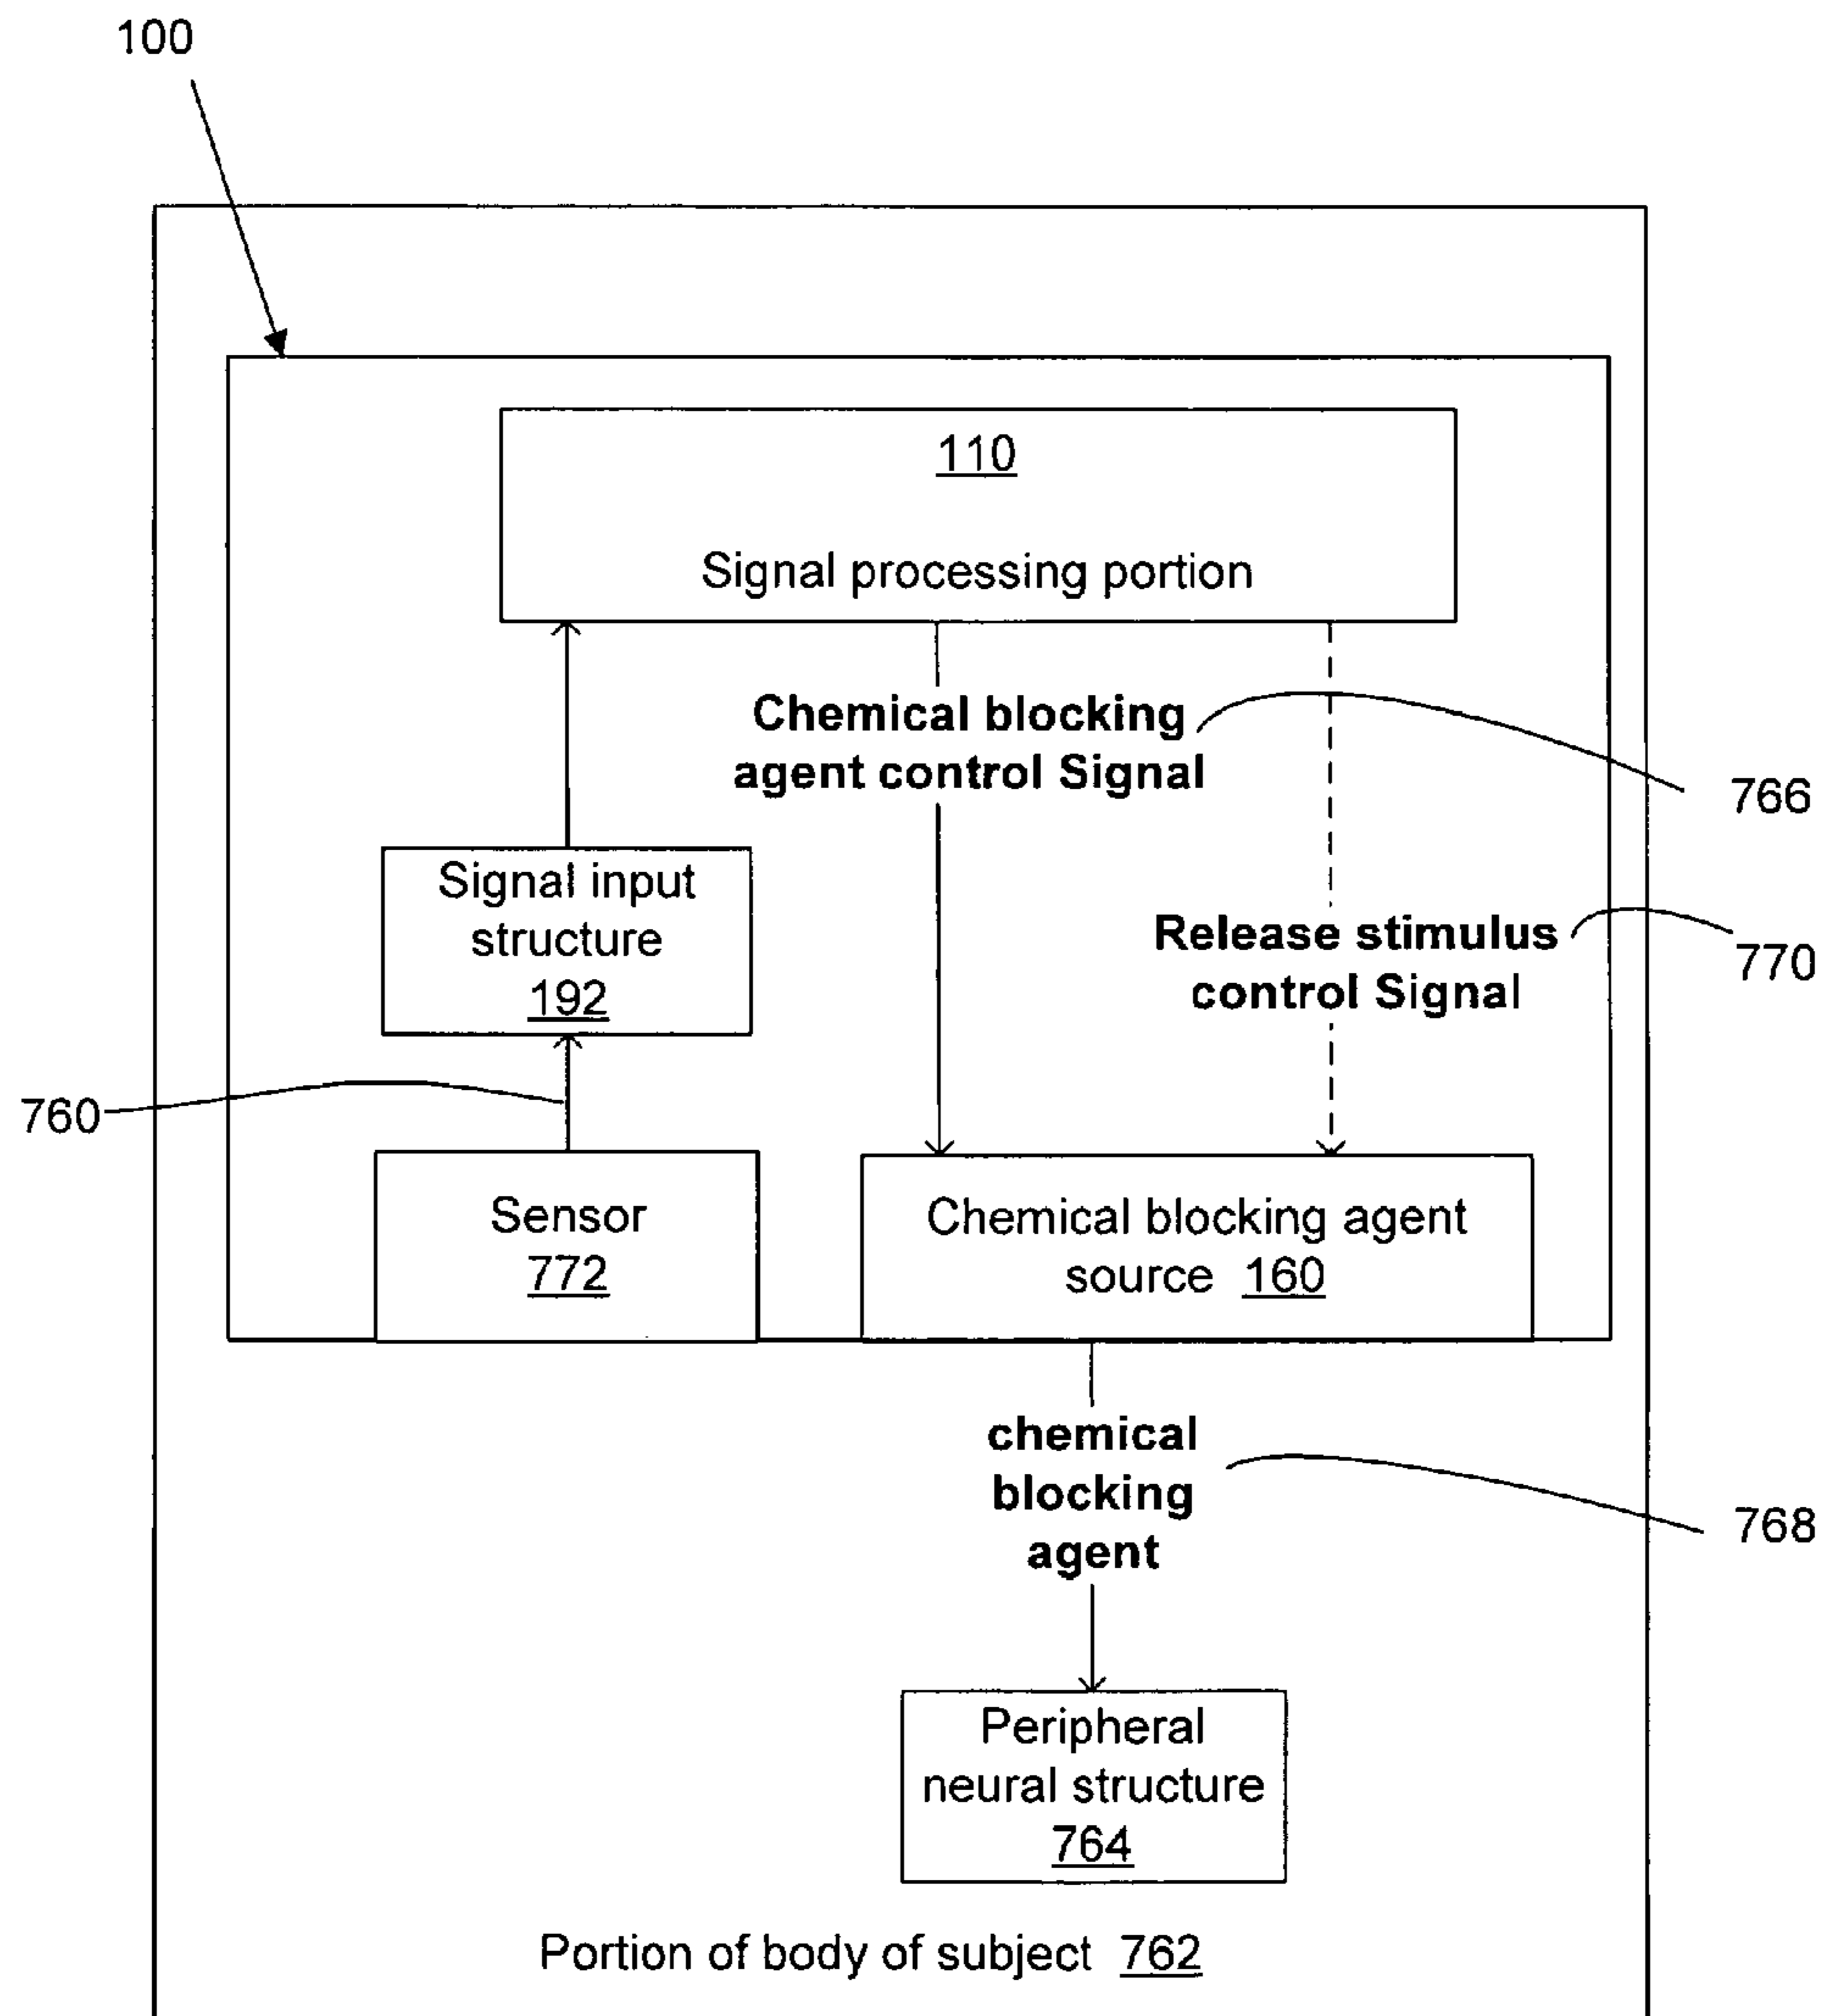 100
110
Signal processing portion
Chemical blocking
agent control Signal
766
Signal input
structure
192
Release stimulus
control Signal
770
760
Sensor
772
Chemical blocking agent
source 160
chemical
blocking
agent
768
Peripheral
neural structure
764
Portion of body of subject 762